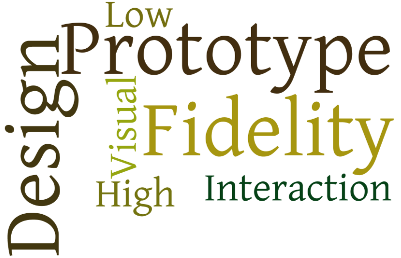 Low
Prototype
Design
Visual
Fidelity
High
Interaction